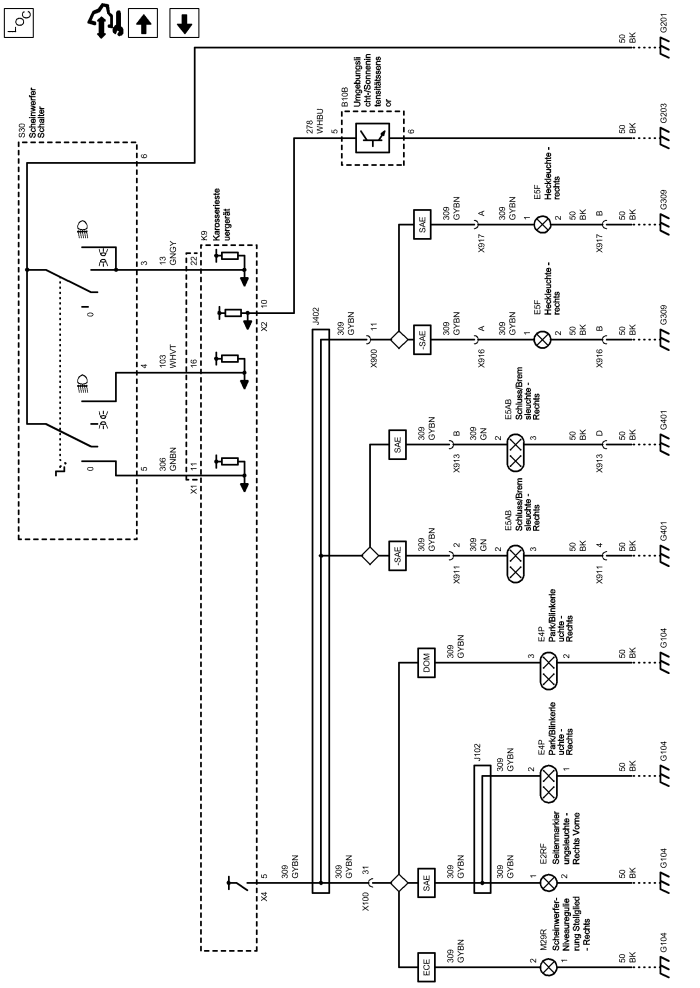 LOC
S30
Scheinwerfer
Schalter
0
0
5
4
3
6
306
GNBN
103
WHVT
13
GNGY
X1
11
16
22
K9
Karosserieste
uergerät
X4
5
X2
10
278
WHBU
5
B10B
Umgebungsli
cht-/Sonnenin
tensitätssens
or
6
309
GYBN
J402
309
GYBN
X100
31
309
GYBN
X900
11
ECE
SAE
DOM
-SAE
SAE
-SAE
SAE
309
GYBN
309
GYBN
309
GYBN
309
GYBN
309
GYBN
309
GYBN
309
GYBN
J102
309
GYBN
309
GYBN
X911
2
X913
B
X916
A
X917
A
309
GN
309
GN
309
GYBN
309
GYBN
2
M29R
Scheinwerfer-
Niveauregulie
rung Stellglied
- Rechts
1
1
E2RF
Seitenmarkier
ungsleuchte -
Rechts Vorne
2
2
E4P
Park/Blinkerle
uchte -
Rechts
1
3
E4P
Park/Blinkerle
uchte -
Rechts
2
2
E5AB
Schluss/Brem
sleuchte -
Rechts
3
2
E5AB
Schluss/Brem
sleuchte -
Rechts
3
1
E5F
Heckleuchte -
rechts
2
1
E5F
Heckleuchte -
rechts
2
50
BK
50
BK
50
BK
50
BK
X911
4
X913
D
X916
B
X917
B
50
BK
50
BK
50
BK
50
BK
50
BK
50
BK
50
BK
50
BK
50
BK
50
BK
G104
G104
G104
G104
G401
G401
G309
G309
G203
G201